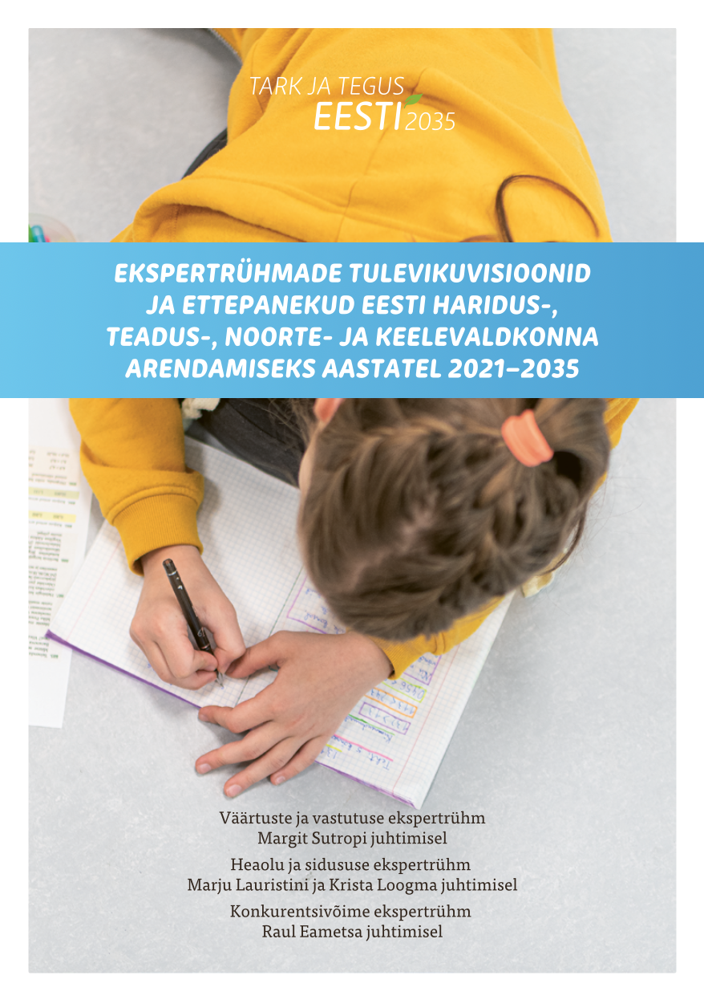 TARK JA TEGUS
EESTI 2035
EKSPERTRÜHMADE TULEVIKUVISIOONID
JA ETTEPANEKUD EESTI HARIDUS-,
TEADUS-, NOORTE- JA KEELEVALDKONNA
ARENDAMISEKS AASTATEL 2021–2035
Väärtuste ja vastutuse ekspertrühm
Margit Sutropi juhtimisel
Heaolu ja sidususe ekspertrühm
Marju Lauristini ja Krista Loogma juhtimisel
Konkurentsivõime ekspertrühm
Raul Eametsa juhtimisel